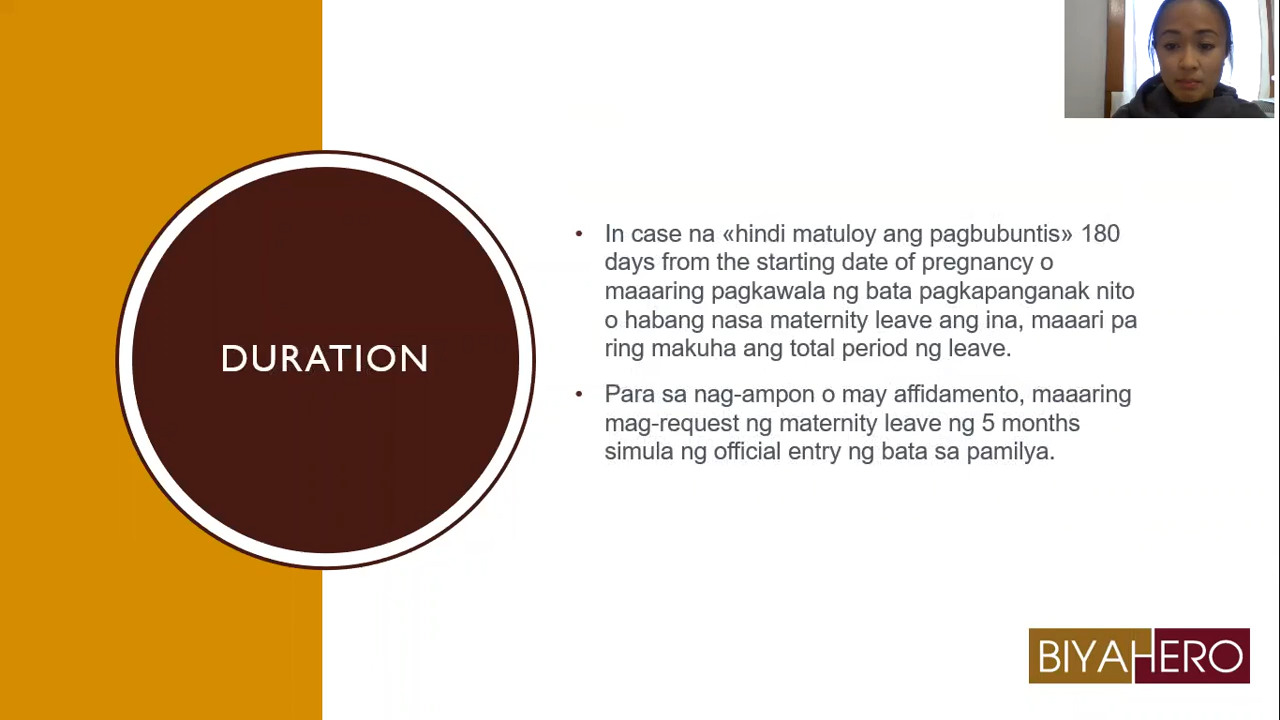 DURATION
• In case na «hindi matuloy ang pagbubuntis» 180
days from the starting date of pregnancy o
maaaring pagkawala ng bata pagkapanganak nito
o habang nasa maternity leave ang ina, maaari pa
ring makuha ang total period ng leave.
• Para sa nag-ampon o may affidamento, maaaring
mag-request ng maternity leave ng 5 months
simula ng official entry ng bata sa pamilya.
BIYAHERO